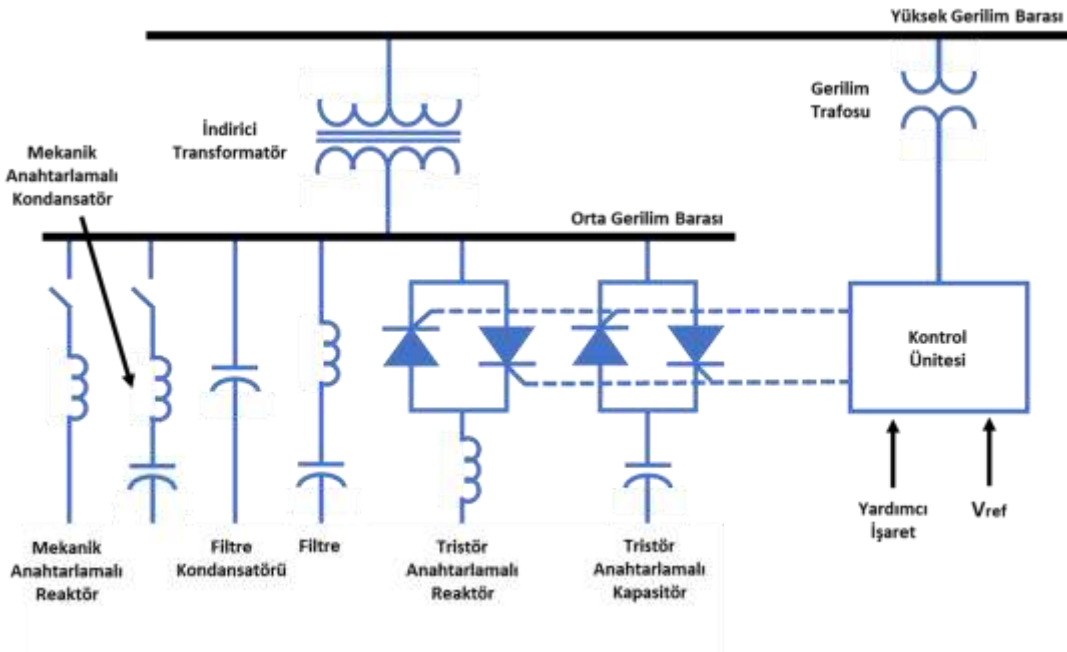 Yüksek Gerilim Barası
Gerilim
Trafosu
İndirici
Transformatör
Mekanik
Anahtarlamalı
Kondansatör
Orta Gerilim Barası
Kontrol
Ünitesi
Yardımcı
İşaret
Vref
Mekanik
Anahtarlamalı
Reaktör
Filtre
Kondansatörü
Filtre
Tristör
Anahtarlamalı
Reaktör
Tristör
Anahtarlamalı
Kapasitör